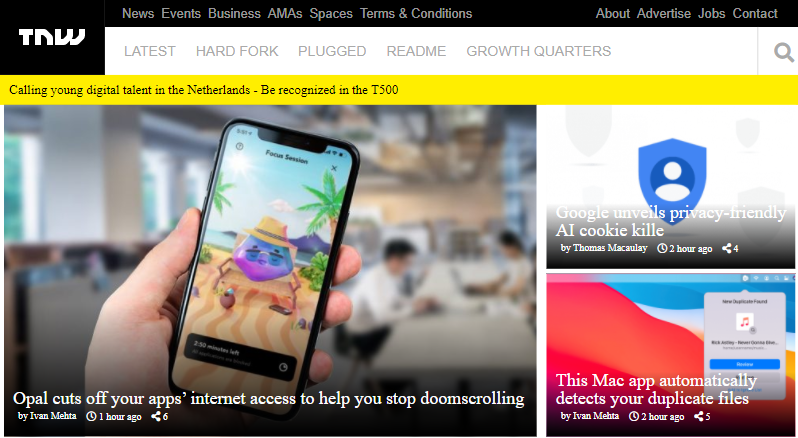 News Events Business AMAs Spaces Terms & Conditions
About Advertise Jobs Contact
TNW
LATEST HARD FORK PLUGGED README GROWTH QUARTERS
Calling young digital talent in the Netherlands - Be recognized in the T500
Focus Session
3:50 minutes left
Opal cuts off your apps’ internet access to help you stop doomscrolling
by Ivan Mehta 1 hour ago 6
Google unveils privacy-friendly
AI cookie kille
by Thomas Macaulay 2 hour ago 4
New Duplicate Found
Rick Astley - Never Gonna Give...
Review
This Mac app automatically
detects your duplicate files
by Ivan Mehta 2 hour ago 5